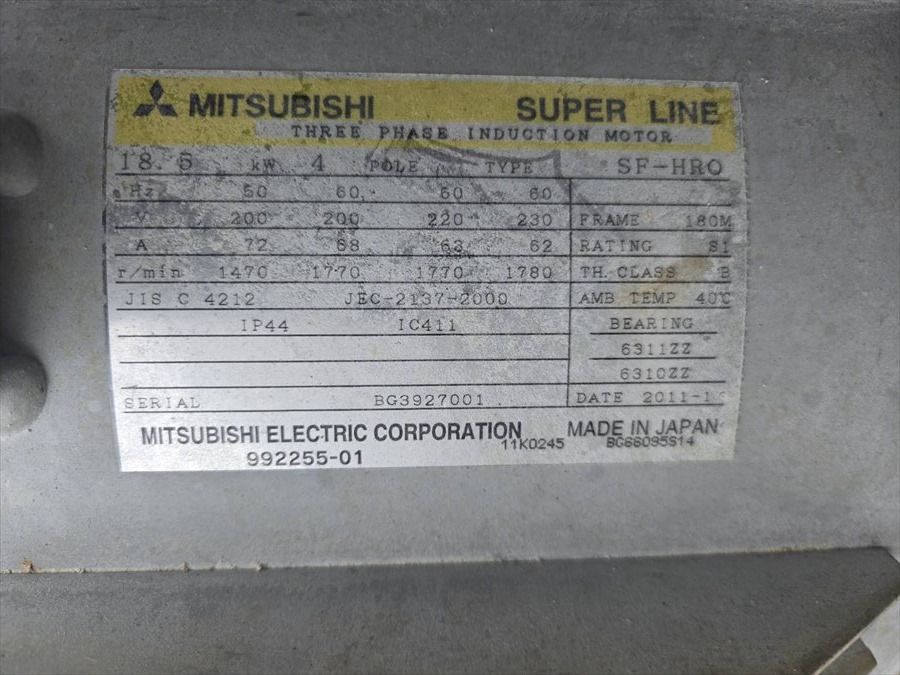 MITSUBISHI SUPER LINE
THREE PHASE INDUCTION MOTOR
18.5 kW 4 POLE TYPE SF-HRO
Hz 50 60 60 60
V 200 200 220 230 FRAME 180M
A 72 68 63 62 RATING S1
r/min 1470 1770 1770 1780 TH.CLASS B
JIS C 4212 JEC-2137-2000 AMB TEMP 40℃
IP44 IC411 BEARING
6311ZZ
6310ZZ
SERIAL BG3927001 DATE
MITSUBISHI ELECTRIC CORPORATION MADE IN JAPAN
992255-01 11K0245